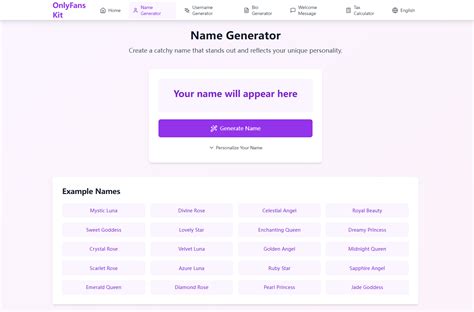 OnlyFans Kit
Home
Name Generator
Username Generator
Bio Generator
Welcome Message
Tax Calculator
English
Name Generator
Create a catchy name that stands out and reflects your unique personality.
Your name will appear here
Generate Name
Personalize Your Name
Example Names
Mystic Luna Divine Rose Celestial Angel Royal Beauty
Sweet Goddess Lovely Star Enchanting Queen Dreamy Princess
Crystal Rose Velvet Luna Golden Angel Midnight Queen
Scarlet Rose Azure Luna Ruby Star Sapphire Angel
Emerald Queen Diamond Rose Pearl Princess Jade Goddess